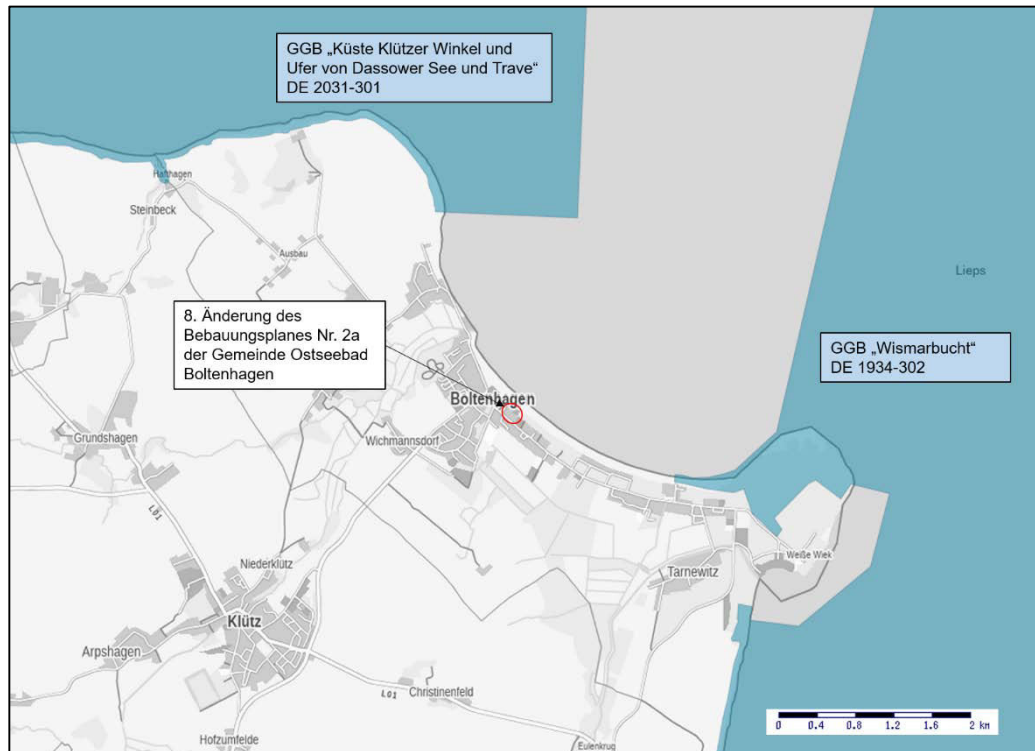 GGB „Küste Klützer Winkel und
Ufer von Dassower See und Trave“
DE 2031-301
Hafthagen
Steinbeck
Ausbau
Lieps
8. Änderung des
Bebauungsplanes Nr. 2a
der Gemeinde Ostseebad
Boltenhagen
GGB „Wismarbucht“
DE 1934-302
Boltenhagen
Grundshagen
Wichmannsdorf
L01
Weiße Wiek
Niederklütz
Tarnewitz
Klütz
Arpshagen
L01
Christinenfeld
Hofzumfelde
Eulenkrug
0 0.4 0.8 1.2 1.6 2 km